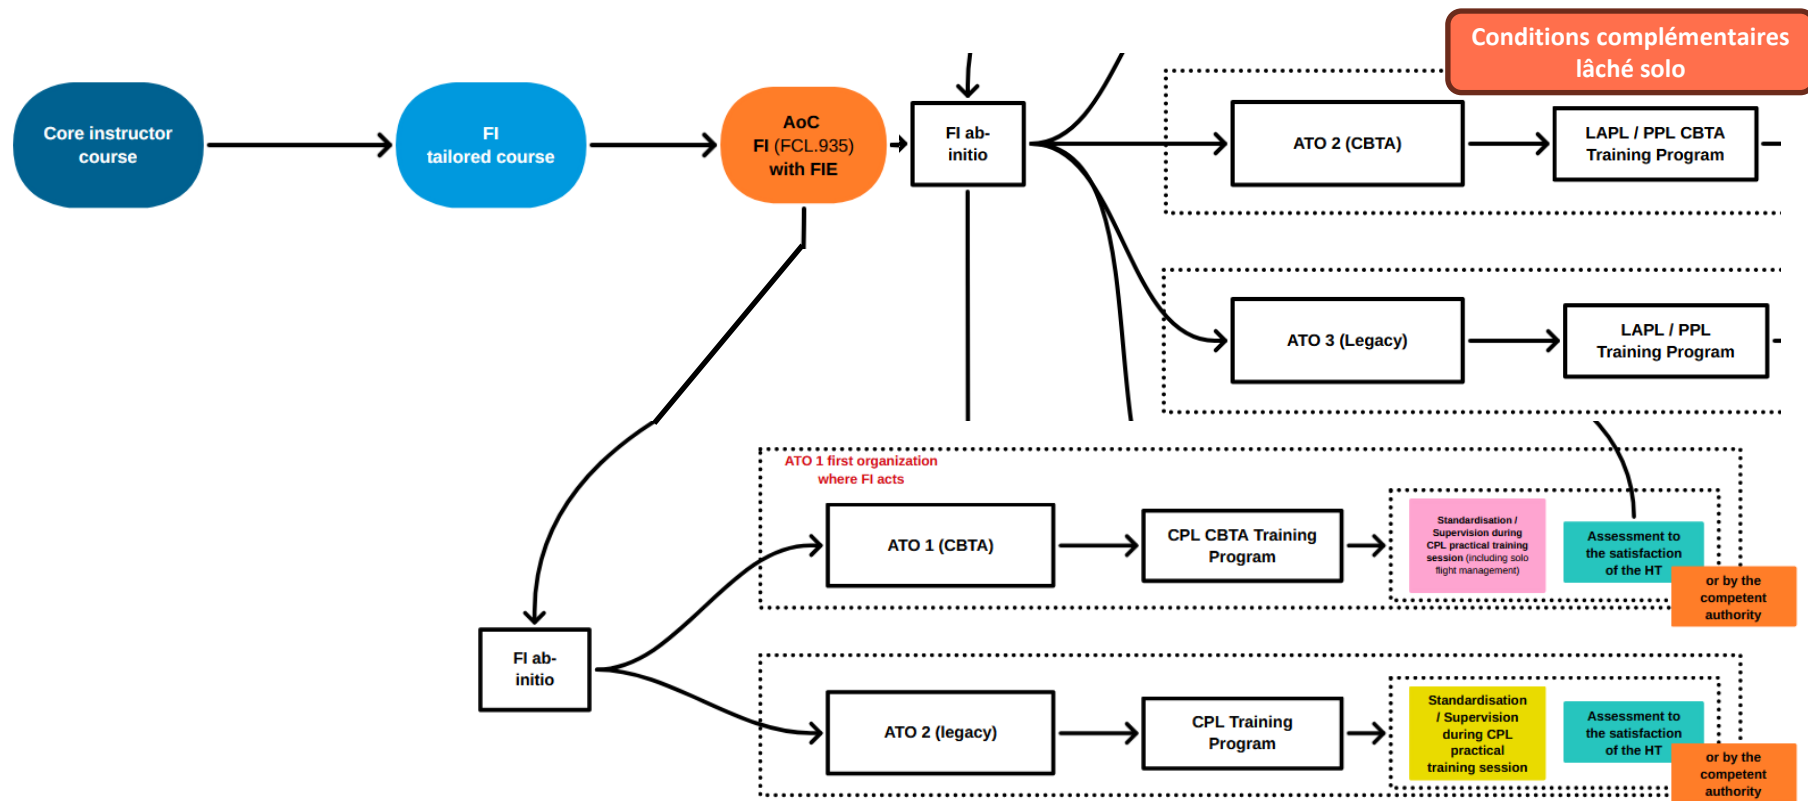 Conditions complémentaires
lâché solo
Core instructor
course
FI
tailored course
AoC
FI (FCL.935)
with FIE
FI ab-
initio
ATO 2 (CBTA)
LAPL / PPL CBTA
Training Program
ATO 3 (Legacy)
LAPL / PPL
Training Program
ATO 1 first organization
where FI acts
ATO 1 (CBTA)
CPL CBTA Training
Program
Standardisation /
Supervision during
CPL practical training
session (including solo
flight management)
Assessment to
the satisfaction
of the HT
or by the
competent
authority
FI ab-
initio
ATO 2 (legacy)
CPL Training
Program
Standardisation
/ Supervision
during CPL
practical
training session
Assessment to
the satisfaction
of the HT
or by the
competent
authority